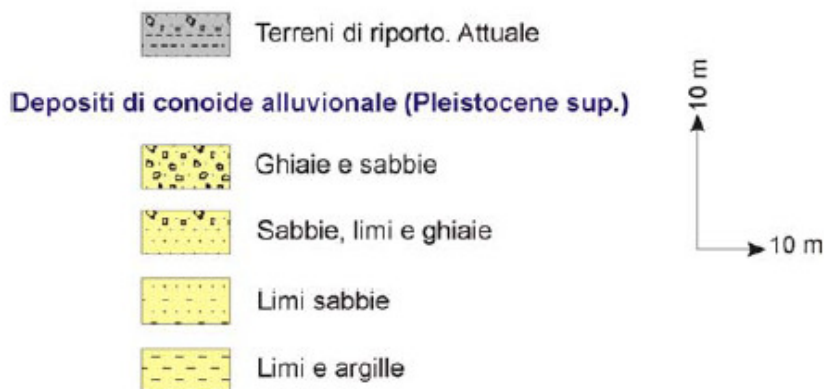 Terreni di riporto. Attuale
Depositi di conoide alluvionale (Pleistocene sup.)
Ghiaie e sabbie
Sabbie, limi e ghiaie
Limi sabbie
Limi e argille
10 m
10 m